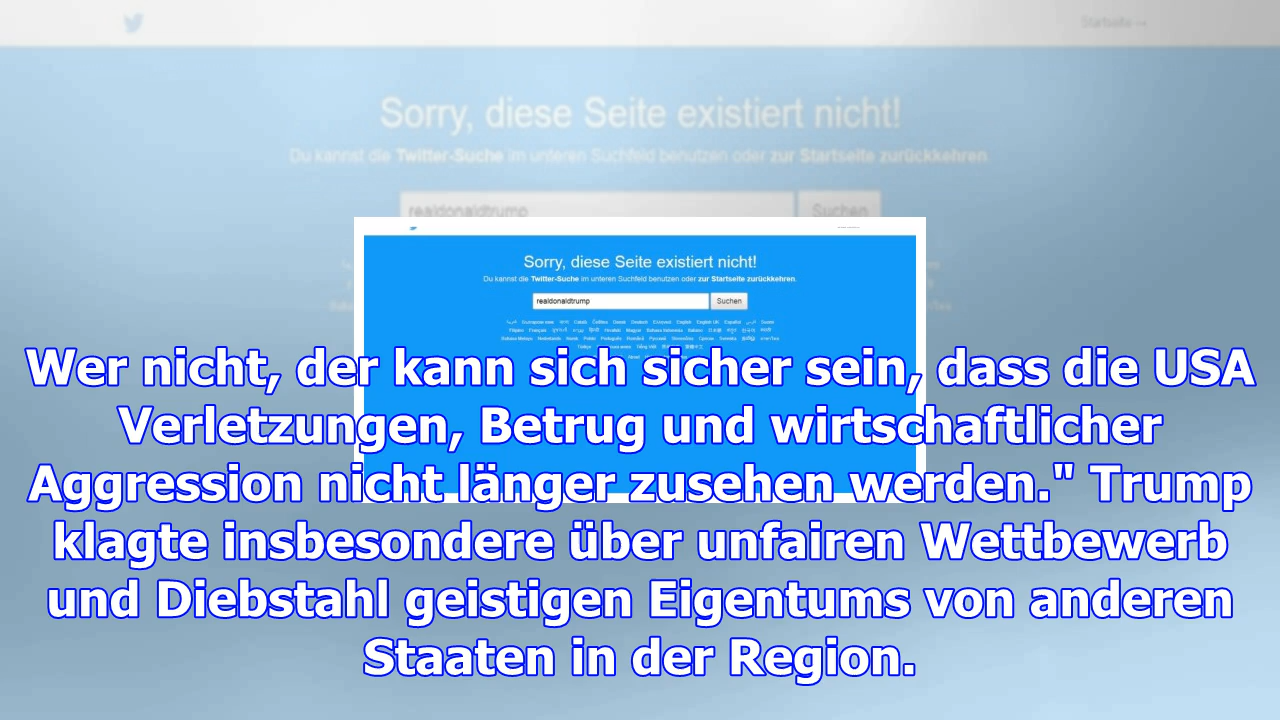 Startseite →
Sorry, diese Seite existiert nicht!
Du kannst die Twitter-Suche im unteren Suchfeld benutzen oder zur Startseite zurückkehren.
realdonaldtrump Suchen
Sorry, diese Seite existiert nicht!
Du kannst die Twitter-Suche im unteren Suchfeld benutzen oder zur Startseite zurückkehren.
realdonaldtrump Suchen
Wer nicht, der kann sich sicher sein, dass die USA
Verletzungen, Betrug und wirtschaftlicher
Aggression nicht länger zusehen werden." Trump
klagte insbesondere über unfairen Wettbewerb
und Diebstahl geistigen Eigentums von anderen
Staaten in der Region.